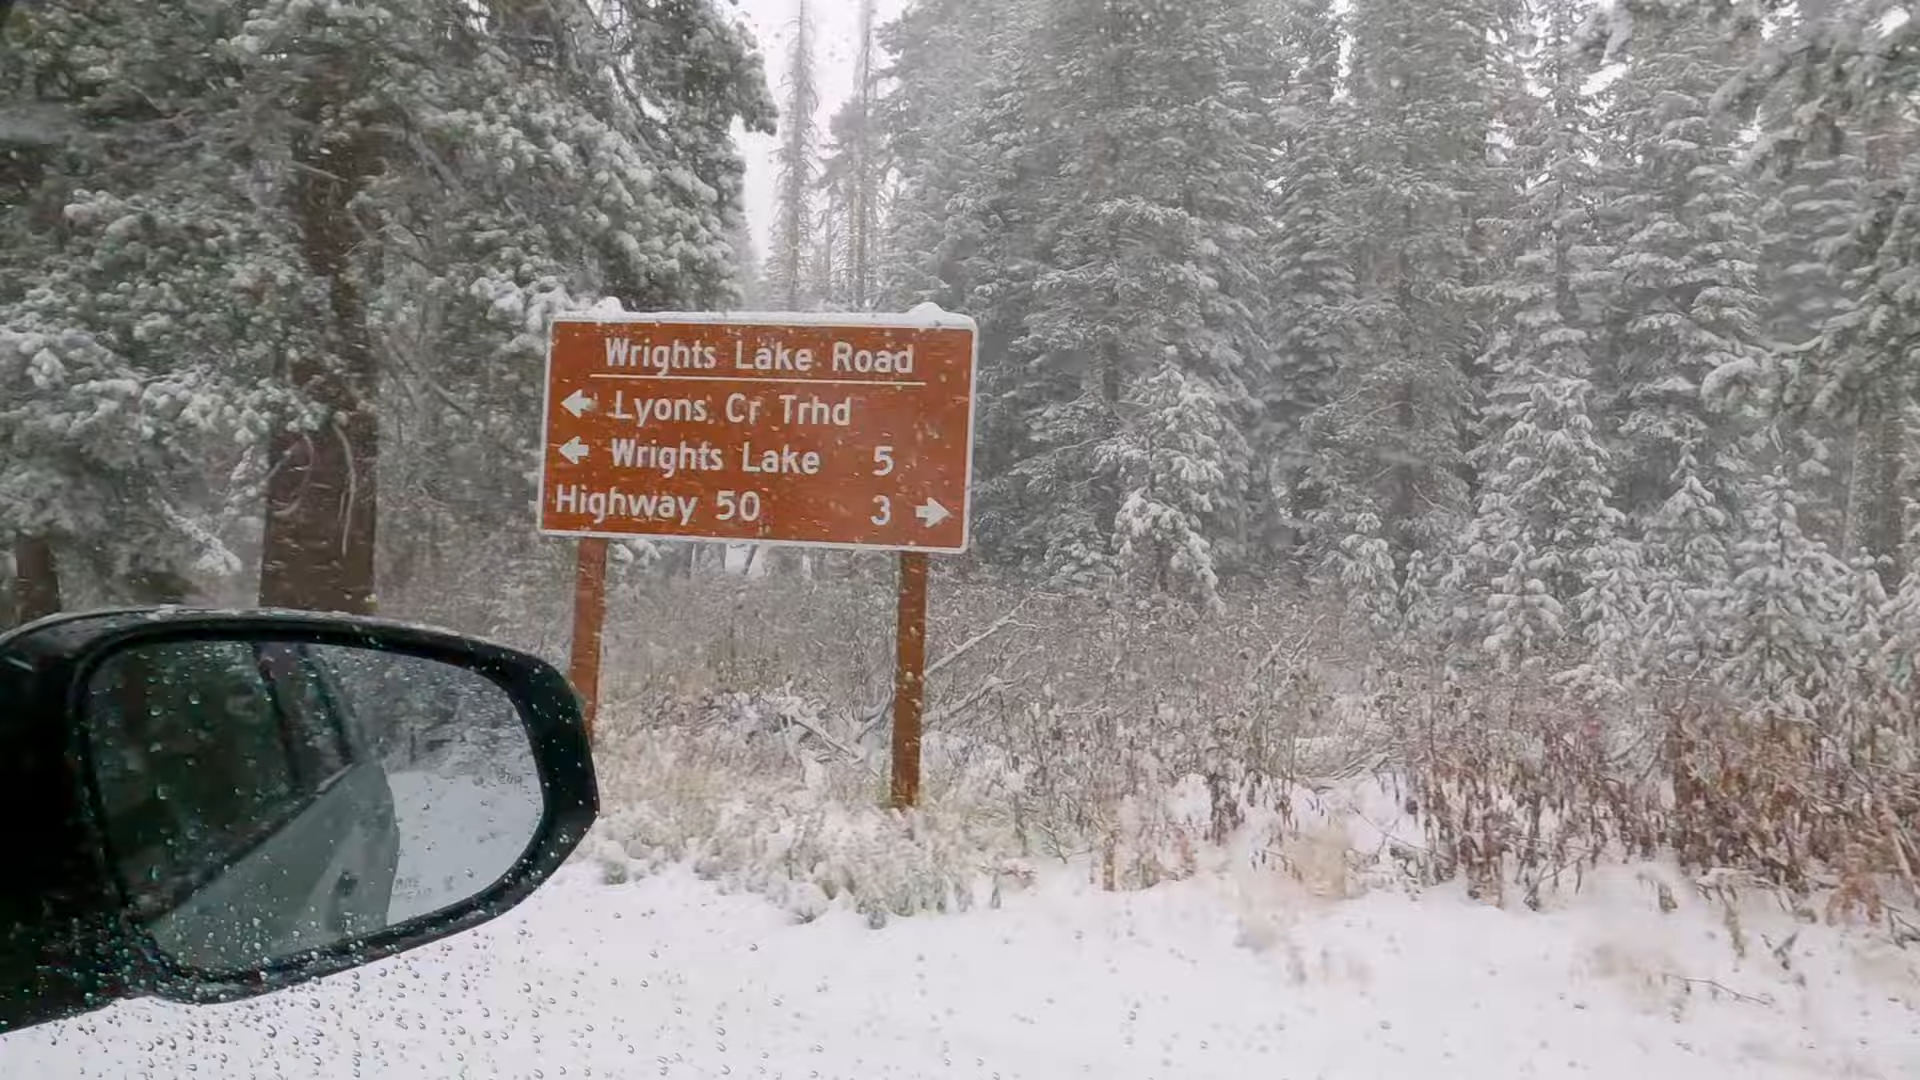 Wrights Lake Road
← Lyons Cr Trhd
← Wrights Lake 5
Highway 50 3 →